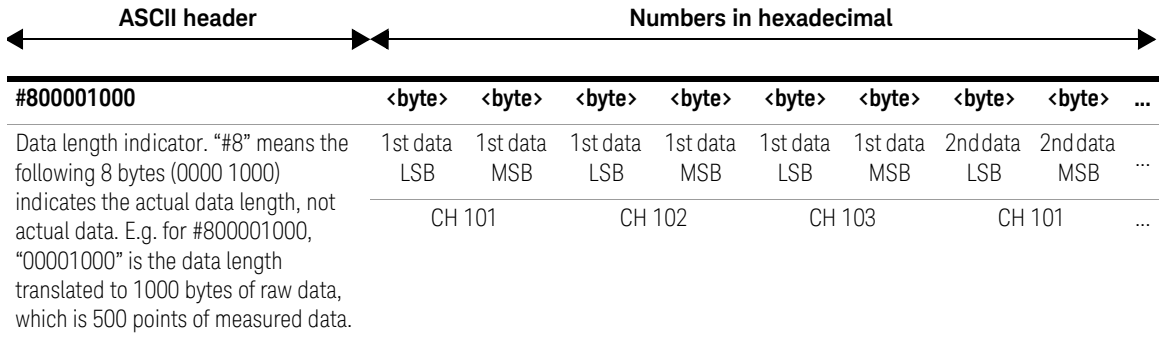 ASCII header Numbers in hexadecimal
#800001000 <byte> <byte> <byte> <byte> <byte> <byte> <byte> <byte> ...
Data length indicator. “#8” means the
following 8 bytes (0000 1000)
indicates the actual data length, not
actual data. E.g. for #800001000,
“00001000” is the data length
translated to 1000 bytes of raw data,
which is 500 points of measured data.
1st data 1st data 1st data 1st data 1st data 1st data 2nd data 2nd data
LSB MSB LSB MSB LSB MSB LSB MSB ...
CH 101 CH 102 CH 103 CH 101 ...